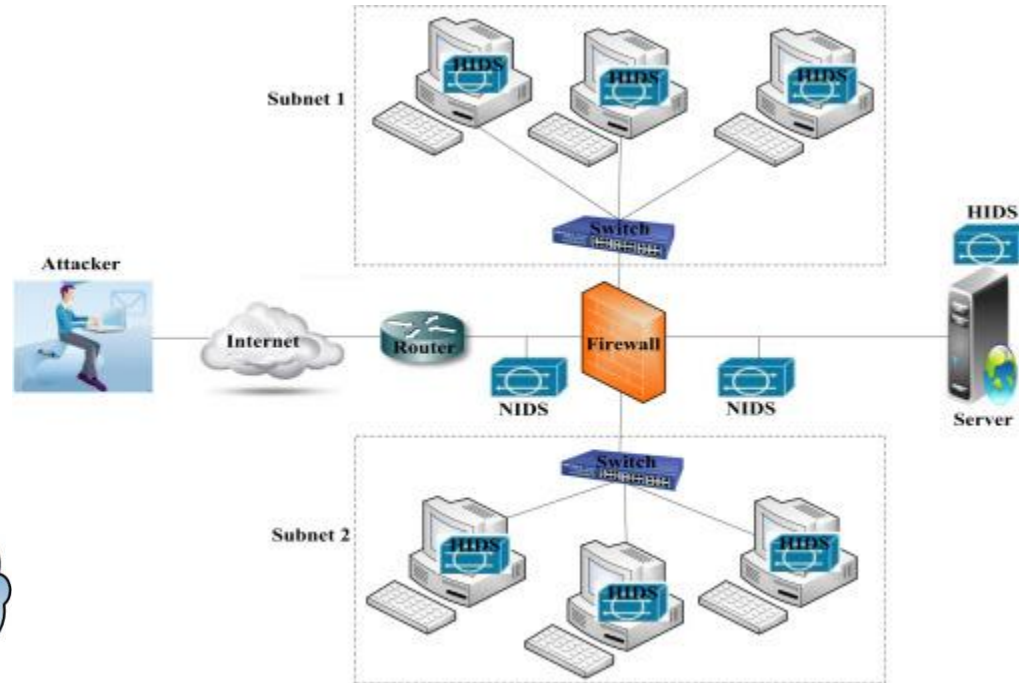 HIDS
HIDS
HIDS
Subnet 1
Switch
HIDS
Attacker
Internet
Router
Firewall
NIDS
NIDS
Server
Switch
Subnet 2
HIDS
HIDS
HIDS